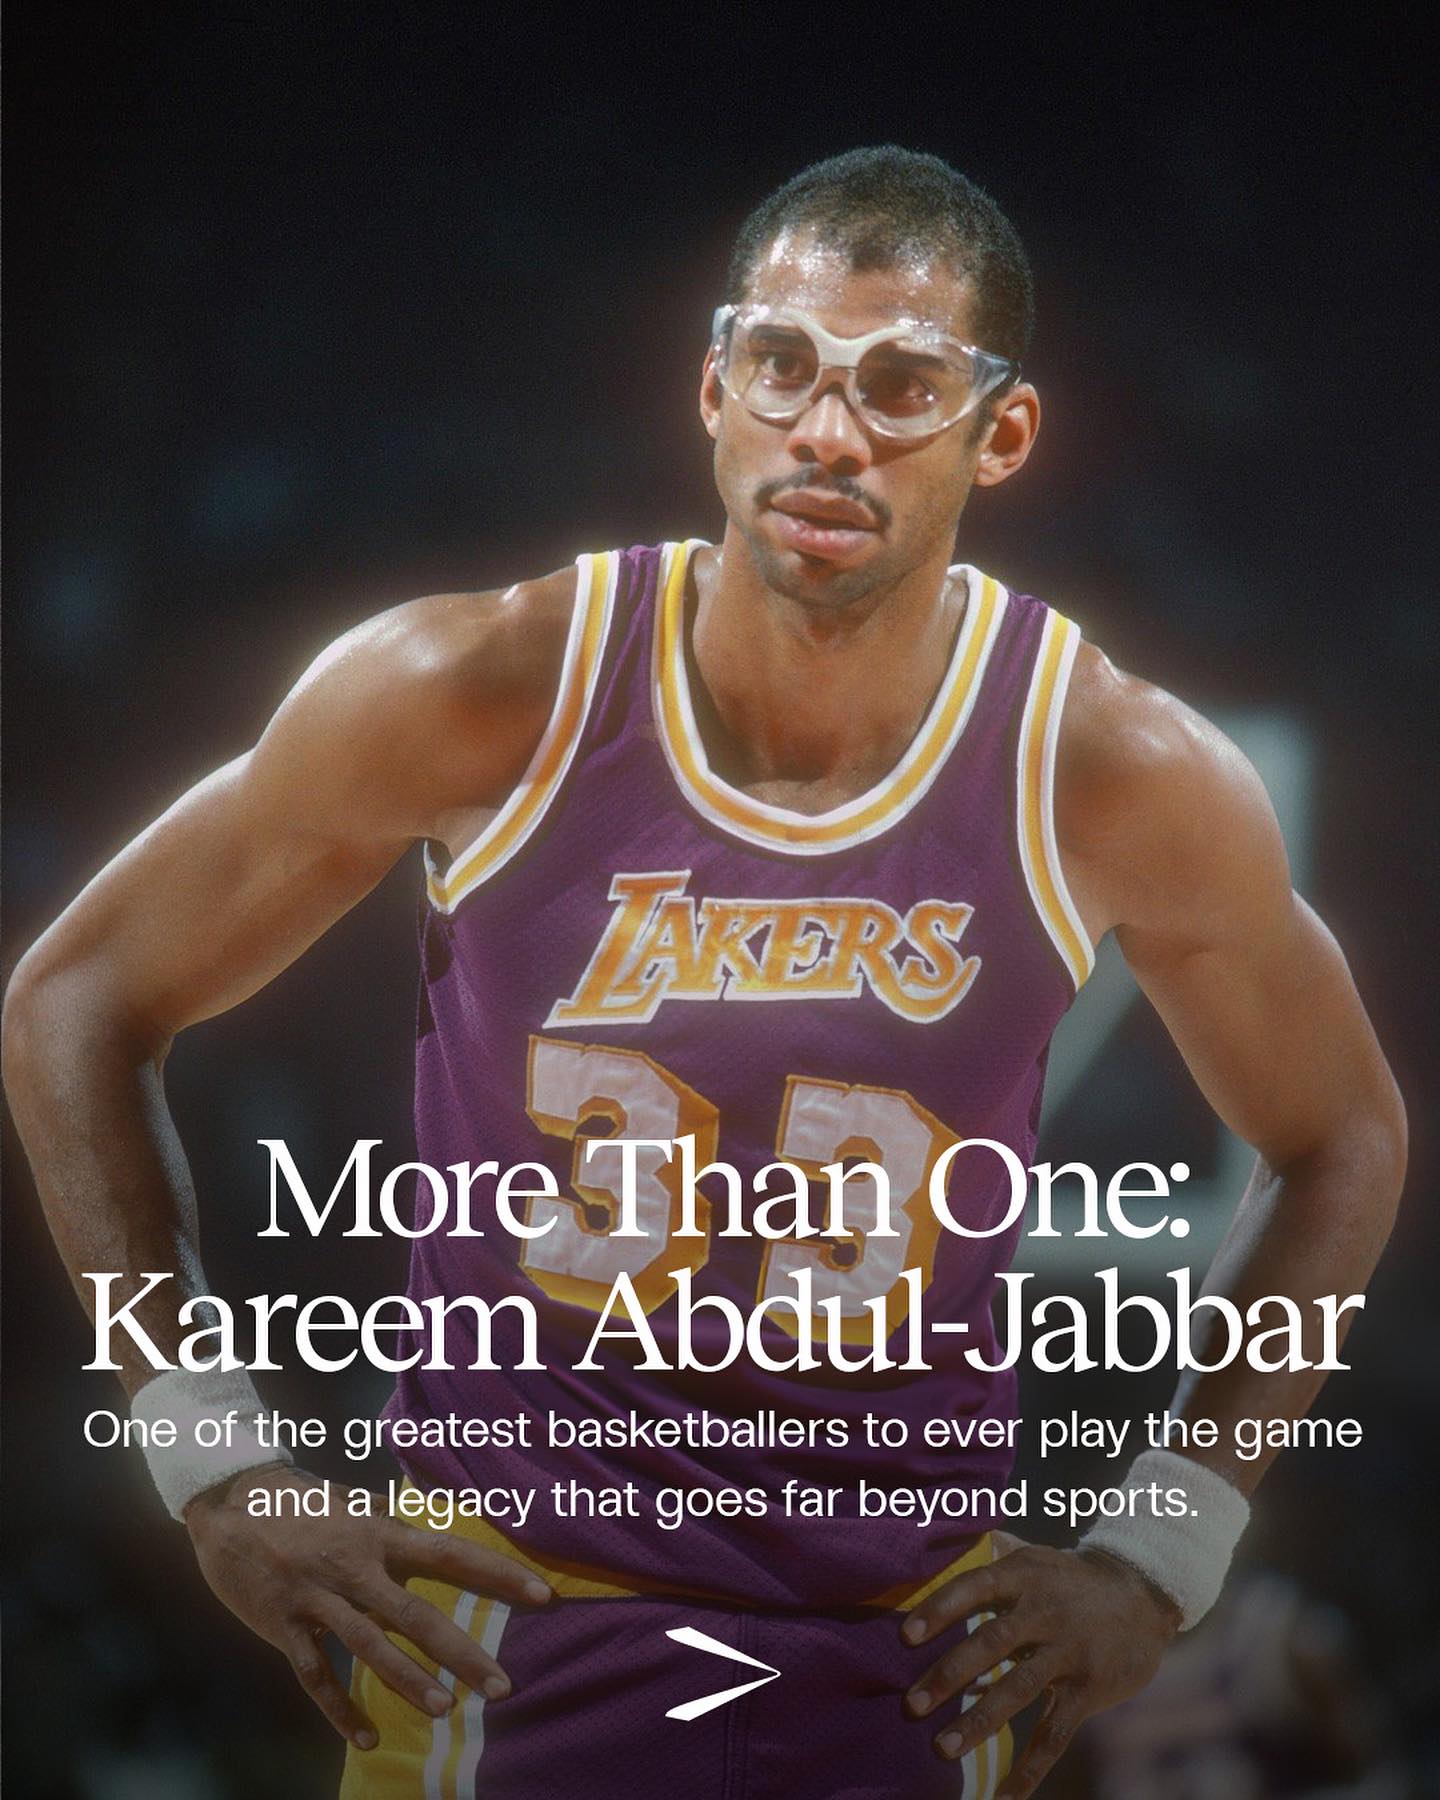 LAKERS
33
More Than One:
Kareem Abdul-Jabbar
One of the greatest basketballers to ever play the game
and a legacy that goes far beyond sports.